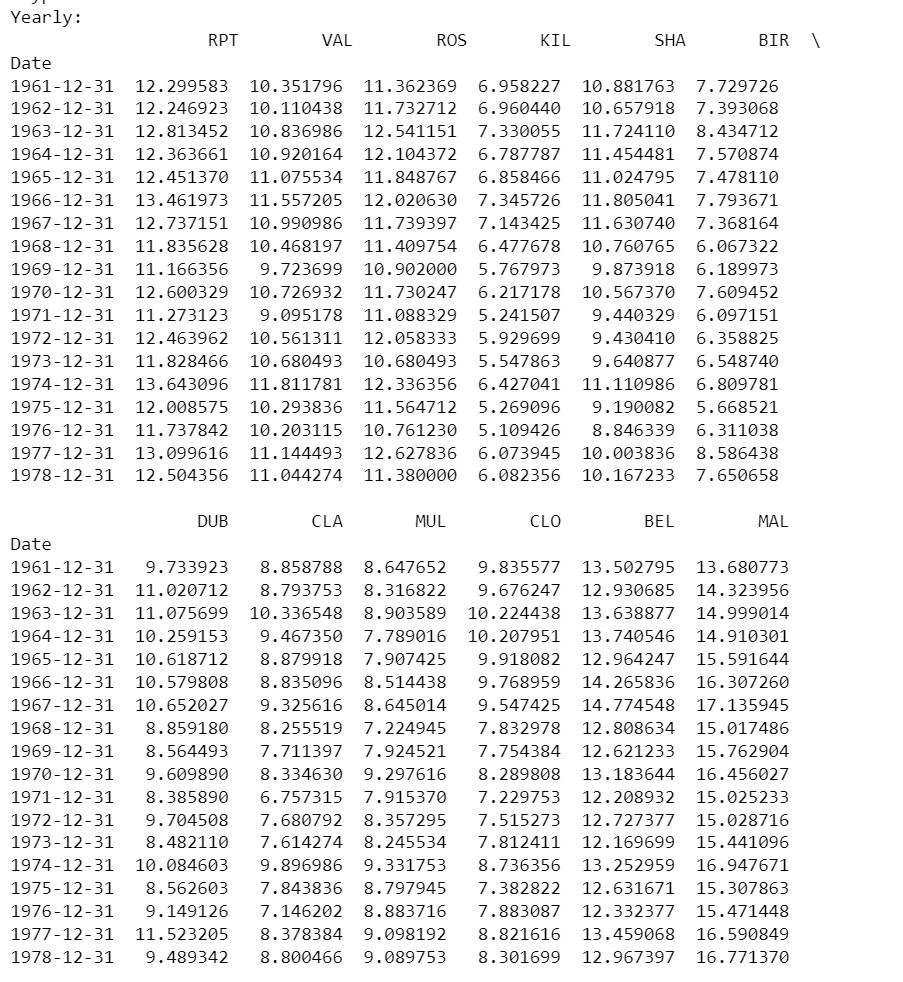 Yearly:
RPT VAL ROS KIL SHA BIR \
Date
1961-12-31 12.299583 10.351796 11.362369 6.958227 10.881763 7.729726
1962-12-31 12.246923 10.110438 11.732712 6.960440 10.657918 7.393068
1963-12-31 12.813452 10.836986 12.541151 7.330055 11.724110 8.434712
1964-12-31 12.363661 10.920164 12.104372 6.787787 11.454481 7.570874
1965-12-31 12.451370 11.075534 11.848767 6.858466 11.024795 7.478110
1966-12-31 13.461973 11.557205 12.020630 7.345726 11.805041 7.793671
1967-12-31 12.737151 10.990986 11.739397 7.143425 11.630740 7.368164
1968-12-31 11.835628 10.468197 11.409754 6.477678 10.760765 6.067322
1969-12-31 11.166356 9.723699 10.902000 5.767973 9.873918 6.189973
1970-12-31 12.600329 10.726932 11.730247 6.217178 10.567370 7.609452
1971-12-31 11.273123 9.095178 11.088329 5.241507 9.440329 6.097151
1972-12-31 12.463962 10.561311 12.058333 5.929699 9.430410 6.358825
1973-12-31 11.828466 10.680493 10.680493 5.547863 9.640877 6.548740
1974-12-31 13.643096 11.811781 12.336356 6.427041 11.110986 6.809781
1975-12-31 12.008575 10.293836 11.564712 5.269096 9.190082 5.668521
1976-12-31 11.737842 10.203115 10.761230 5.109426 8.846339 6.311038
1977-12-31 13.099616 11.144493 12.627836 6.073945 10.003836 8.586438
1978-12-31 12.504356 11.044274 11.380000 6.082356 10.167233 7.650658
DUB CLA MUL CLO BEL MAL
Date
1961-12-31 9.733923 8.858788 8.647652 9.835577 13.502795 13.680773
1962-12-31 11.020712 8.793753 8.316822 9.676247 12.930685 14.323956
1963-12-31 11.075699 10.336548 8.903589 10.224438 13.638877 14.999014
1964-12-31 10.259153 9.467350 7.789016 10.207951 13.740546 14.910301
1965-12-31 10.618712 8.879918 7.907425 9.918082 12.964247 15.591644
1966-12-31 10.579808 8.835096 8.514438 9.768959 14.265836 16.307260
1967-12-31 10.652027 9.325616 8.645014 9.547425 14.774548 17.135945
1968-12-31 8.859180 8.255519 7.224945 7.832978 12.808634 15.017486
1969-12-31 8.564493 7.711397 7.924521 7.754384 12.621233 15.762904
1970-12-31 9.609890 8.334630 9.297616 8.289808 13.183644 16.456027
1971-12-31 8.385890 6.757315 7.915370 7.229753 12.208932 15.025233
1972-12-31 9.704508 7.680792 8.357295 7.515273 12.727377 15.028716
1973-12-31 8.482110 7.614274 8.245534 7.812411 12.169699 15.441096
1974-12-31 10.084603 9.896986 9.331753 8.736356 13.252959 16.947671
1975-12-31 8.562603 7.843836 8.797945 7.382822 12.631671 15.307863
1976-12-31 9.149126 7.146202 8.883716 7.883087 12.332377 15.471448
1977-12-31 11.523205 8.378384 9.098192 8.821616 13.459068 16.590849
1978-12-31 9.489342 8.800466 9.089753 8.301699 12.967397 16.771370